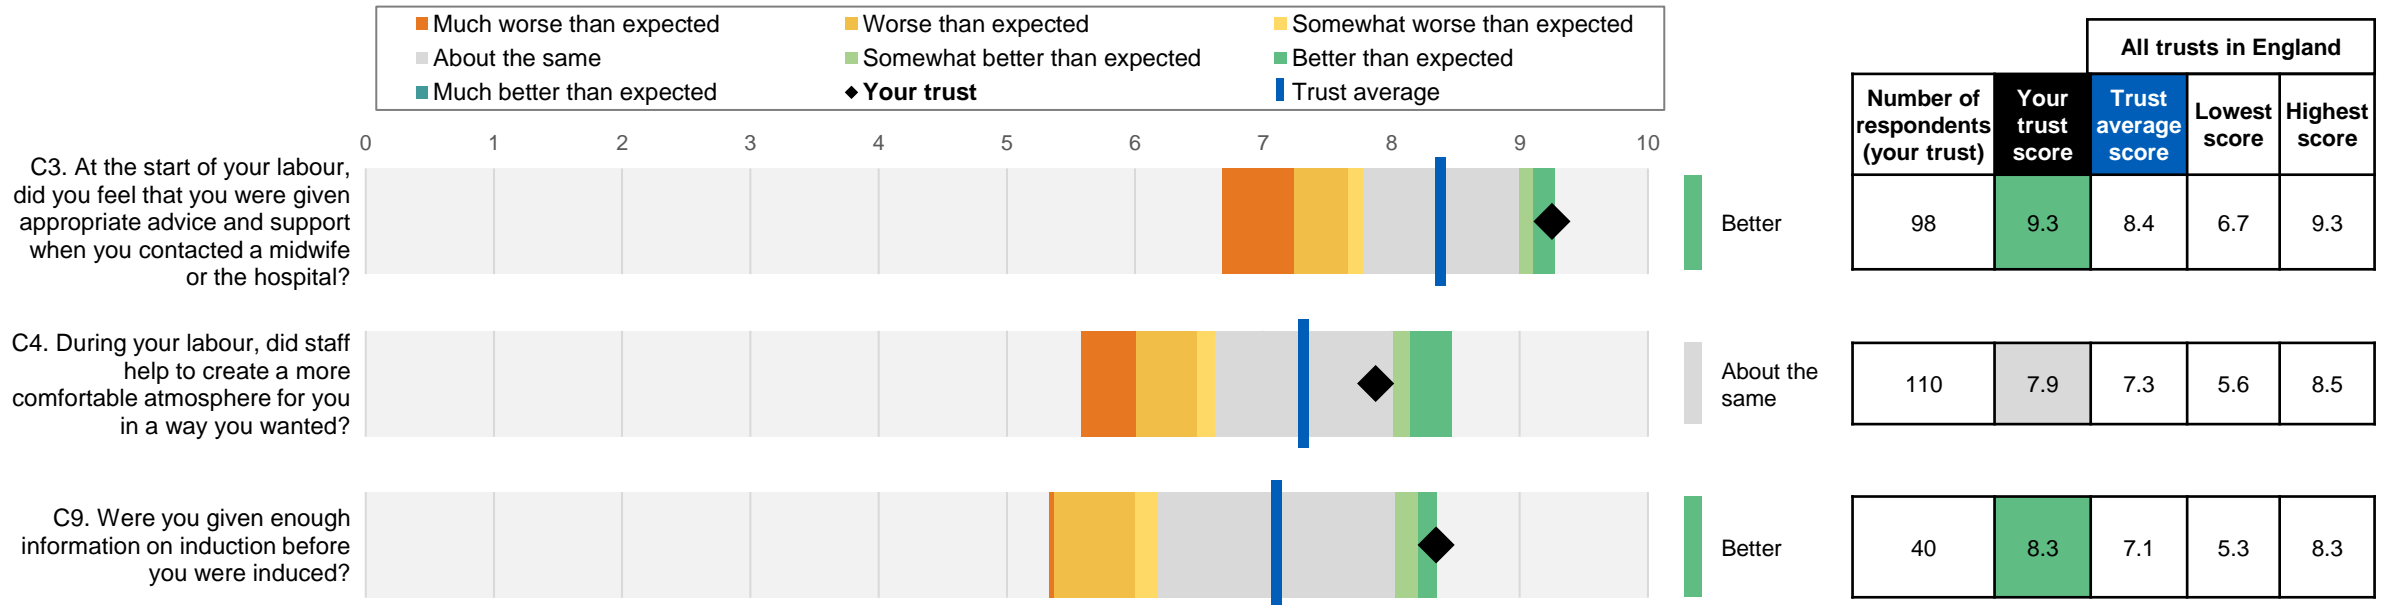 Much worse than expected
Worse than expected
Somewhat worse than expected
About the same
Somewhat better than expected
Better than expected
Much better than expected
Your trust
Trust average
All trusts in England
Number of respondents (your trust)
Your trust score
Trust average score
Lowest score
Highest score
0 1 2 3 4 5 6 7 8 9 10
C3. At the start of your labour,
did you feel that you were given
appropriate advice and support
when you contacted a midwife
or the hospital?
Better
98 9.3 8.4 6.7 9.3
C4. During your labour, did staff
help to create a more
comfortable atmosphere for you
in a way you wanted?
About the
same
110 7.9 7.3 5.6 8.5
C9. Were you given enough
information on induction before
you were induced?
Better
40 8.3 7.1 5.3 8.3